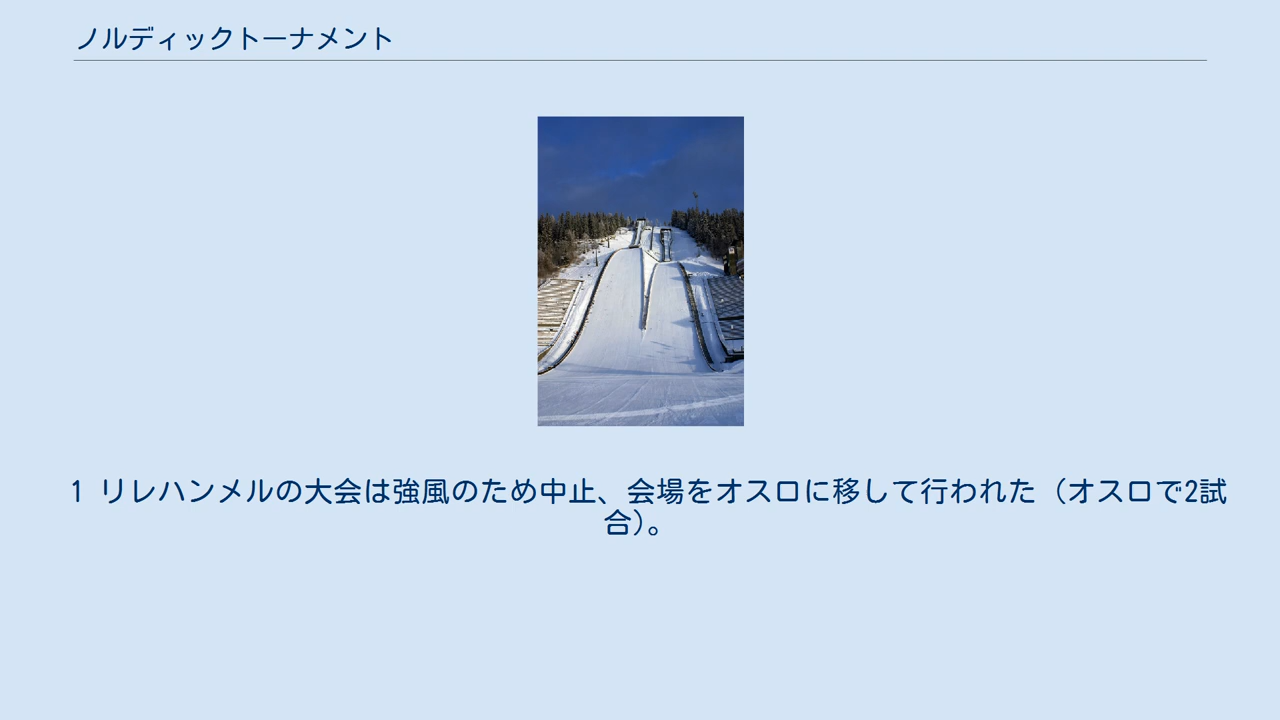 ノルディックトーナメント
1 リレハンメルの大会は強風のため中止、会場をオスロに移して行われた（オスロで2試
合）。